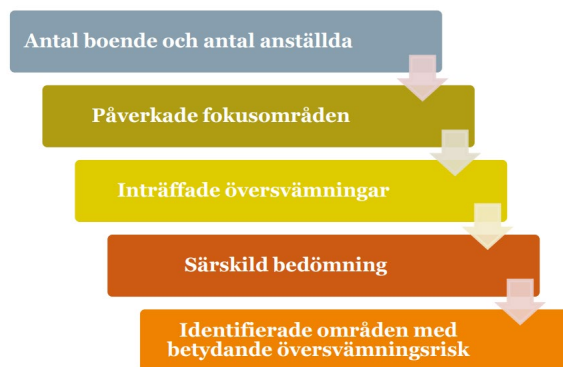 Antal boende och antal anställda
Påverkade fokusområden
Inträffade översvämningar
Särskild bedömning
Identifierade områden med
betydande översvämningsrisk